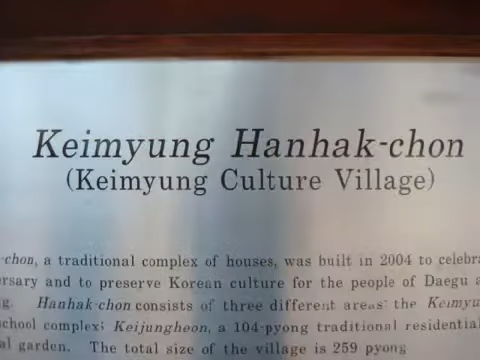 Keimyung Hanhak-chon
(Keimyung Culture Village)
-chon, a traditional complex of houses, was built in 2004 to celebra
ersary and to preserve Korean culture for the people of Daegu a
g. Hanhak-chon consists of three different areas: the Keimyu
school complex; Keijungheon, a 104-pyong traditional residential
al garden. The total size of the village is 259 pyong